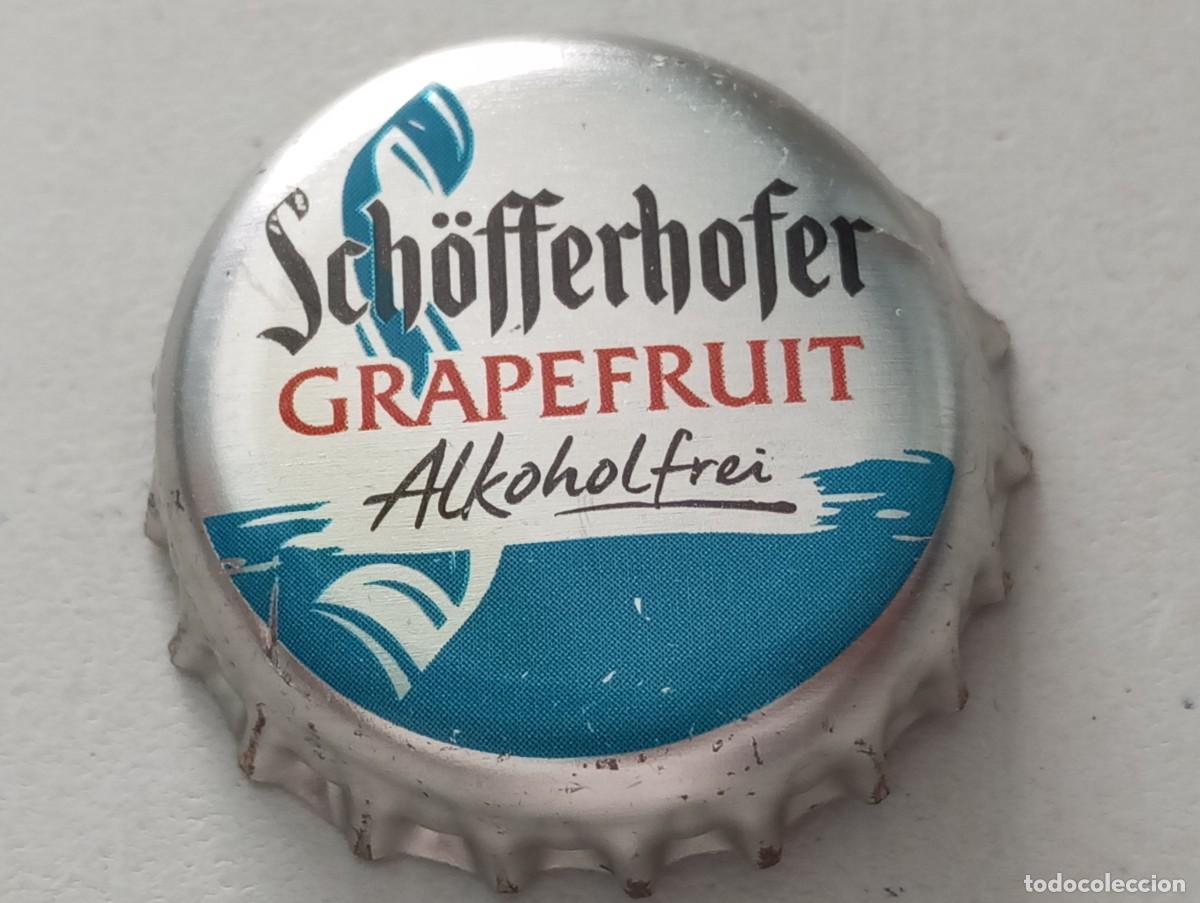 Schöfferhofer
GRAPEFRUIT
Alkoholfrei
todocoleccion